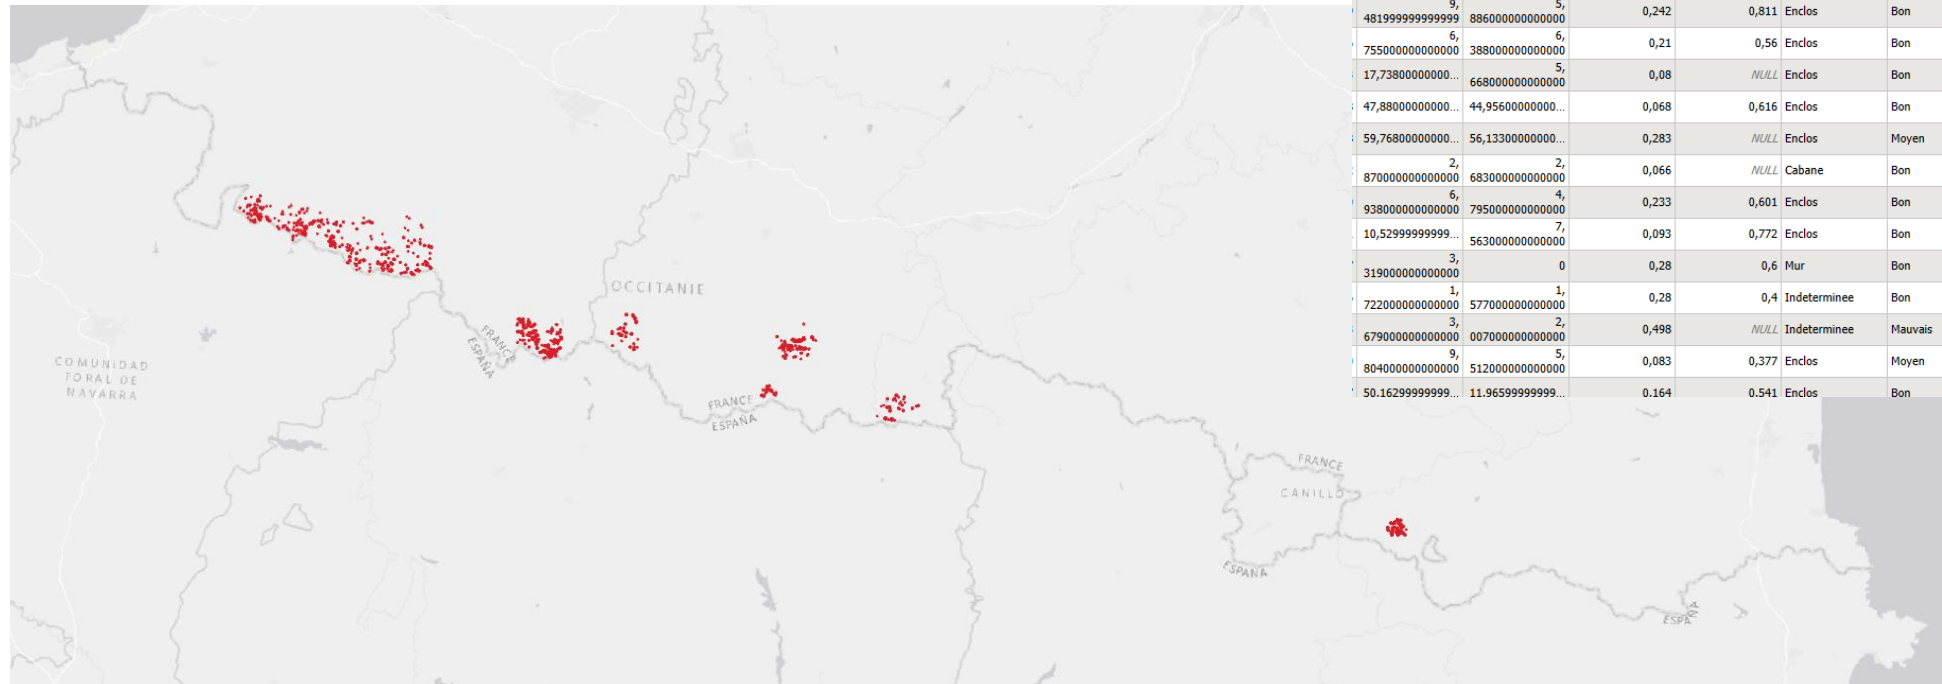 9, 5,
481999999999999 886000000000000 0,242 0,811 Enclos Bon
6, 6,
755000000000000 388000000000000 0,21 0,56 Enclos Bon
17,73800000000... 5,
668000000000000 0,08 NULL Enclos Bon
47,88000000000... 44,95600000000... 0,068 0,616 Enclos Bon
59,76800000000... 56,13300000000... 0,283 NULL Enclos Moyen
2, 2,
870000000000000 683000000000000 0,066 NULL Cabane Bon
6, 4,
938000000000000 795000000000000 0,233 0,601 Enclos Bon
10,52999999999... 7,
563000000000000 0,093 0,772 Enclos Bon
3,
319000000000000 0 0,28 0,6 Mur Bon
1, 1,
722000000000000 577000000000000 0,28 0,4 Indeterminee Bon
3, 2,
679000000000000 007000000000000 0,498 NULL Indeterminee Mauvais
9, 5,
804000000000000 512000000000000 0,083 0,377 Enclos Moyen
50,16299999999... 11,96599999999... 0,164 0,541 Enclos Bon
OCCITANIE
FRANCE
ESPAÑA
COMUNIDAD
FORAL DE
NAVARRA
FRANCE
ESPAÑA
FRANCE
CANILLO
ESPAÑA
ESPAÑA